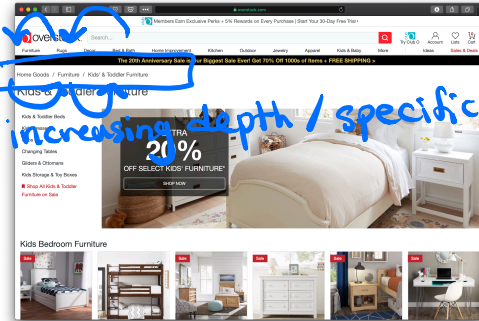 overstock.com
Members Earn Exclusive Perks + 5% Rewards on Every Purchase | Start Your 30-Day Free Trial
Search...
Try Club O Account Lists Cart
Furniture Rugs Decor Bed & Bath Home Improvement Kitchen Outdoor Jewelry Apparel Kids & Baby More Ideas Sales & Deals
The 20th Anniversary Sale is Our Biggest Sale Ever! Get 70% Off 1000s of Items + FREE SHIPPING >
Home Goods / Furniture / Kids' & Toddler Furniture
Kids & Toddler Furniture
Kids & Toddler Beds
increasing depth / specific
Changing Tables
Gliders & Ottomans
Kids Storage & Toy Boxes
Shop All Kids & Toddler
Furniture on Sale
EXTRA
20%
OFF SELECT KIDS' FURNITURE*
SHOP NOW
Kids Bedroom Furniture
Sale Sale Sale Sale Sale